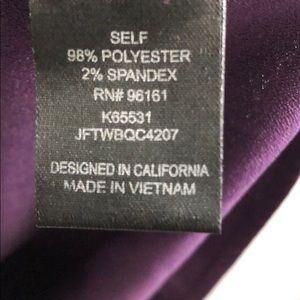 SELF
98% POLYESTER
2% SPANDEX
RN# 96161
K65531
JFTWBQC4207
DESIGNED IN CALIFORNIA
MADE IN VIETNAM